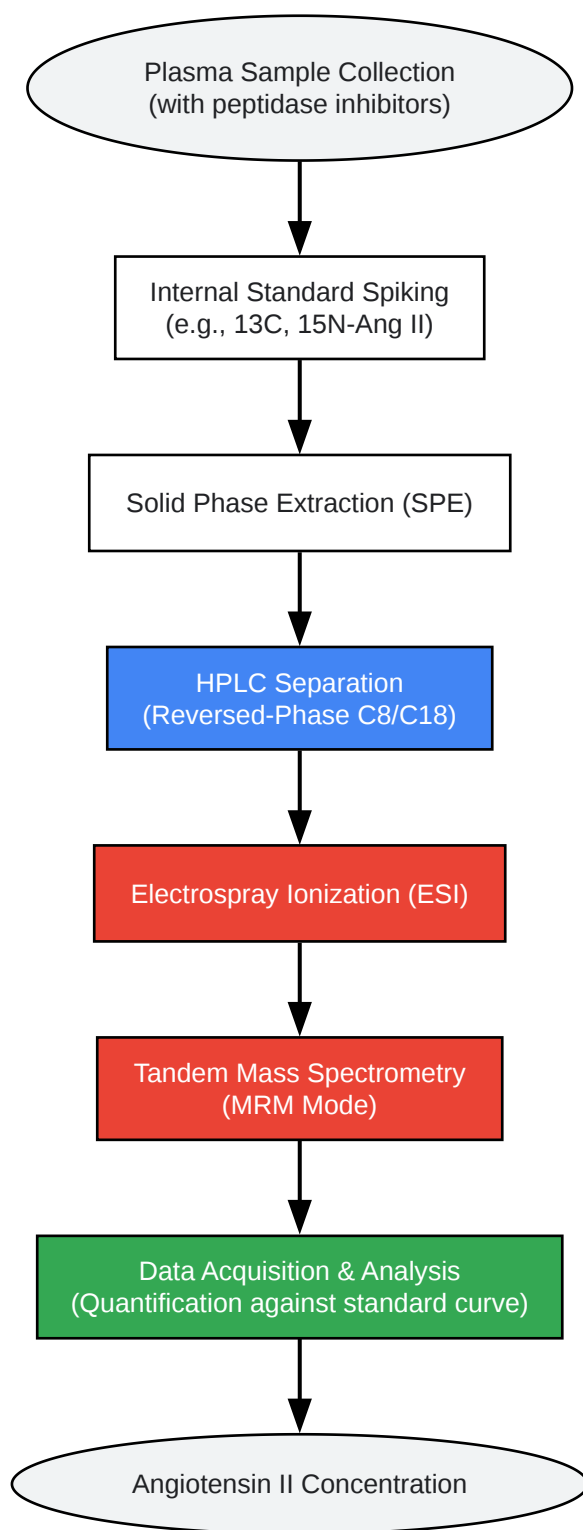 Plasma Sample Collection
(with peptidase inhibitors)
Internal Standard Spiking
(e.g., 13C, 15N-Ang II)
Solid Phase Extraction (SPE)
HPLC Separation
(Reversed-Phase C8/C18)
Electrospray Ionization (ESI)
Tandem Mass Spectrometry
(MRM Mode)
Data Acquisition & Analysis
(Quantification against standard curve)
Angiotensin II Concentration